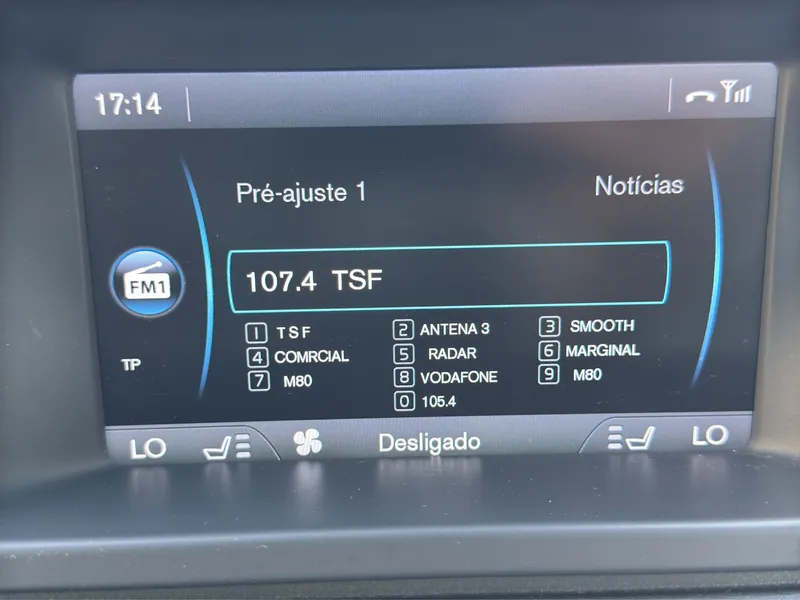 17:14
Pré-ajuste 1 Notícias
FM1
107.4 TSF
1 TSF 2 ANTENA 3 3 SMOOTH
4 COMRCIAL 5 RADAR 6 MARGINAL
TP
7 M80 8 VODAFONE 9 M80
0 105.4
LO Desligado LO